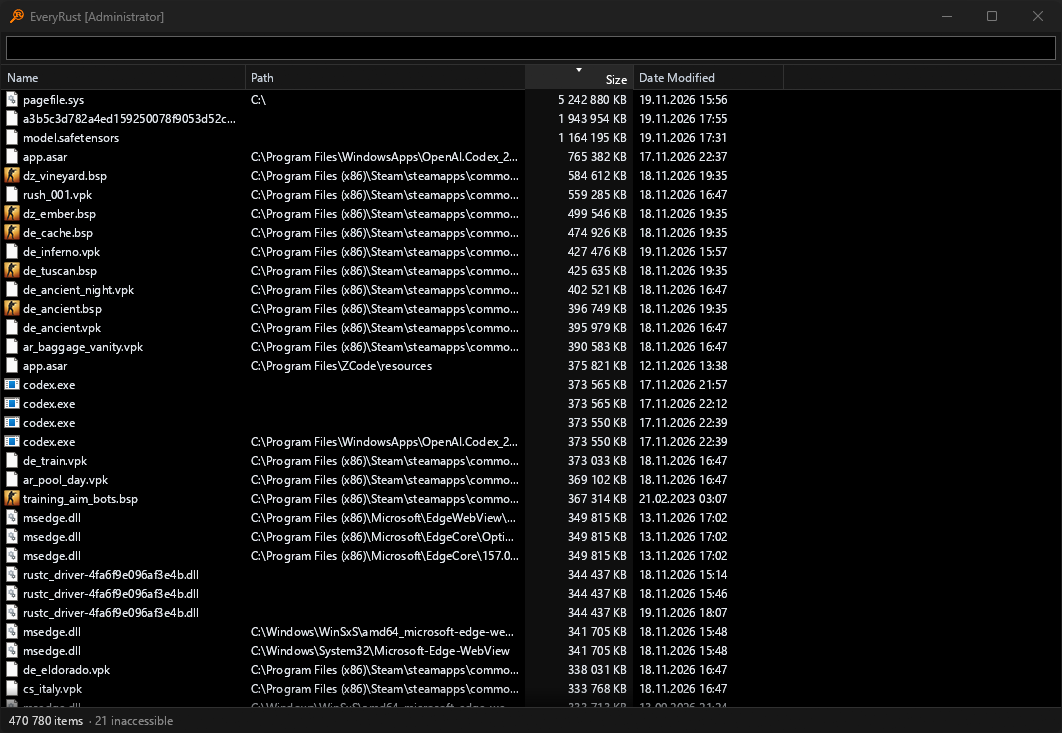 EveryRust [Administrator]
Name Path Size Date Modified
pagefile.sys C:\ 5 242 880 KB 19.11.2026 15:56
a3b5c3d782a4ed159250078f9053d52c... 1 943 954 KB 19.11.2026 17:55
model.safetensors 1 164 195 KB 19.11.2026 17:31
app.asar C:\Program Files\WindowsApps\OpenAI.Codex_2... 765 382 KB 17.11.2026 22:37
dz_vineyard.bsp C:\Program Files (x86)\Steam\steamapps\commo... 584 612 KB 18.11.2026 19:35
rush_001.vpk C:\Program Files (x86)\Steam\steamapps\commo... 559 285 KB 18.11.2026 16:47
dz_ember.bsp C:\Program Files (x86)\Steam\steamapps\commo... 499 546 KB 18.11.2026 19:35
de_cache.bsp C:\Program Files (x86)\Steam\steamapps\commo... 474 926 KB 18.11.2026 19:35
de_inferno.vpk C:\Program Files (x86)\Steam\steamapps\commo... 427 476 KB 19.11.2026 15:57
de_tuscan.bsp C:\Program Files (x86)\Steam\steamapps\commo... 425 635 KB 18.11.2026 19:35
de_ancient_night.vpk C:\Program Files (x86)\Steam\steamapps\commo... 402 521 KB 18.11.2026 16:47
de_ancient.bsp C:\Program Files (x86)\Steam\steamapps\commo... 396 749 KB 18.11.2026 19:35
de_ancient.vpk C:\Program Files (x86)\Steam\steamapps\commo... 395 979 KB 18.11.2026 16:47
ar_baggage_vanity.vpk C:\Program Files (x86)\Steam\steamapps\commo... 390 583 KB 18.11.2026 16:47
app.asar C:\Program Files\ZCode\resources 375 821 KB 12.11.2026 13:38
codex.exe 373 565 KB 17.11.2026 21:57
codex.exe 373 565 KB 17.11.2026 22:12
codex.exe 373 550 KB 17.11.2026 22:39
codex.exe C:\Program Files\WindowsApps\OpenAI.Codex_2... 373 550 KB 17.11.2026 22:39
de_train.vpk C:\Program Files (x86)\Steam\steamapps\commo... 373 033 KB 18.11.2026 16:47
ar_pool_day.vpk C:\Program Files (x86)\Steam\steamapps\commo... 369 102 KB 18.11.2026 16:47
training_aim_bots.bsp C:\Program Files (x86)\Steam\steamapps\commo... 367 314 KB 21.02.2023 03:07
msedge.dll C:\Program Files (x86)\Microsoft\EdgeWebView\... 349 815 KB 13.11.2026 17:02
msedge.dll C:\Program Files (x86)\Microsoft\EdgeCore\Opti... 349 815 KB 13.11.2026 17:02
msedge.dll C:\Program Files (x86)\Microsoft\EdgeCore\157.0... 349 815 KB 13.11.2026 17:02
rustc_driver-4fa6f9e096af3e4b.dll 344 437 KB 18.11.2026 15:14
rustc_driver-4fa6f9e096af3e4b.dll 344 437 KB 18.11.2026 15:46
rustc_driver-4fa6f9e096af3e4b.dll 344 437 KB 19.11.2026 18:07
msedge.dll C:\Windows\WinSxS\amd64_microsoft-edge-we... 341 705 KB 18.11.2026 15:48
msedge.dll C:\Windows\System32\Microsoft-Edge-WebView 341 705 KB 18.11.2026 15:48
de_eldorado.vpk C:\Program Files (x86)\Steam\steamapps\commo... 338 031 KB 18.11.2026 16:47
cs_italy.vpk C:\Program Files (x86)\Steam\steamapps\commo... 333 768 KB 18.11.2026 16:47
470 780 items · 21 inaccessible